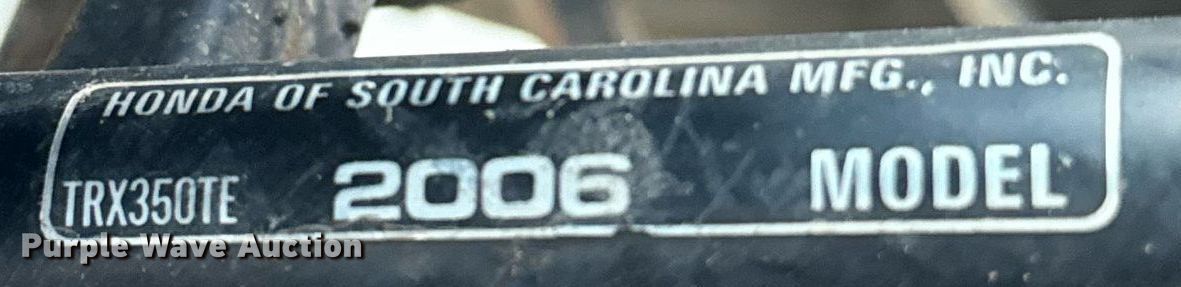 HONDA OF SOUTH CAROLINA MFG., INC.
TRX350TE 2006 MODEL
Purple Wave Auction